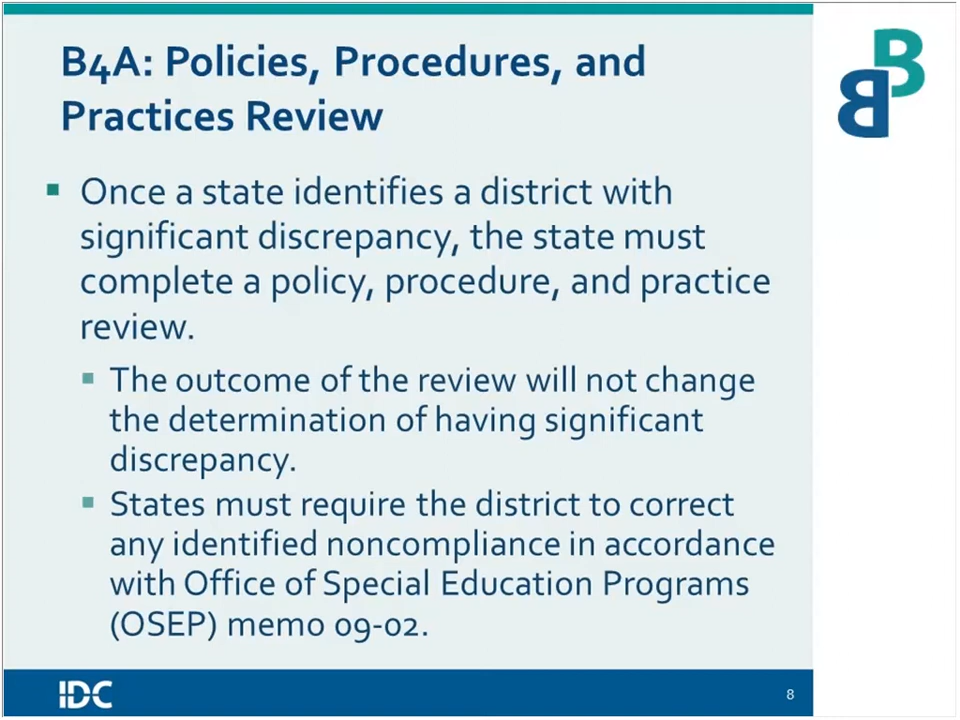 B4A: Policies, Procedures, and
Practices Review
B
B
▪ Once a state identifies a district with
significant discrepancy, the state must
complete a policy, procedure, and practice
review.
▪ The outcome of the review will not change
the determination of having significant
discrepancy.
▪ States must require the district to correct
any identified noncompliance in accordance
with Office of Special Education Programs
(OSEP) memo 09-02.
IDC
8